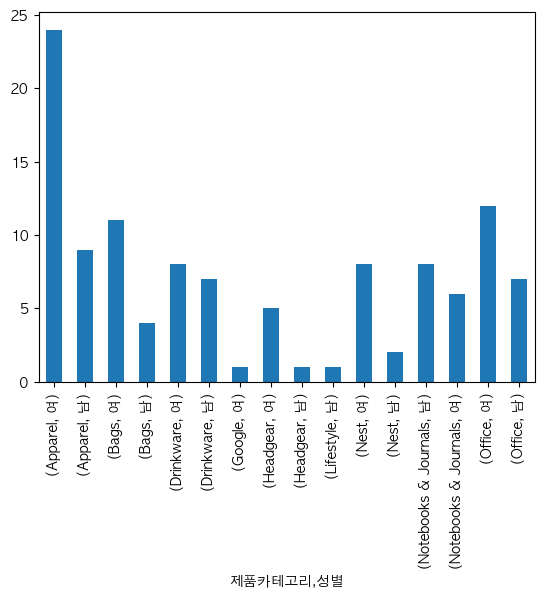 25
20
15
10
5
0
(Apparel, 여)
(Apparel, 남)
(Bags, 여)
(Bags, 남)
(Drinkware, 여)
(Drinkware, 남)
(Google, 여)
(Headgear, 여)
(Headgear, 남)
(Lifestyle, 남)
(Nest, 여)
(Nest, 남)
(Notebooks & Journals, 남)
(Notebooks & Journals, 여)
(Office, 여)
(Office, 남)
제품카테고리,성별